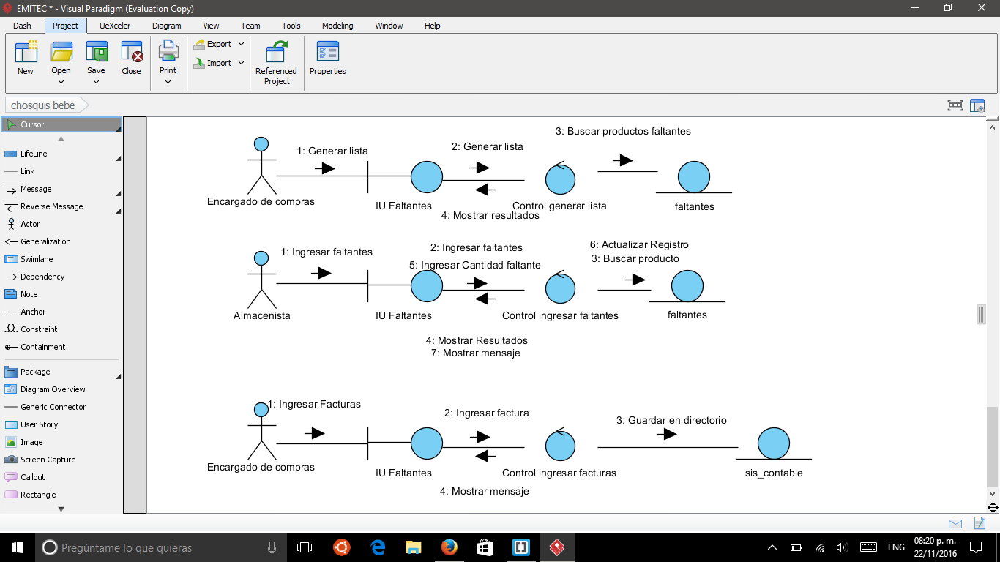 EMITEC * - Visual Paradigm (Evaluation Copy)
Dash Project UeXceler Diagram View Team Tools Modeling Window Help
New Open Save Close Print Export Import Referenced Project Properties
chosquis bebe
Cursor
LifeLine
Link
Message
Reverse Message
Actor
Generalization
Swimlane
Dependency
Note
Anchor
Constraint
Containment
Package
Diagram Overview
Generic Connector
User Story
Image
Screen Capture
Callout
Rectangle
3: Buscar productos faltantes
1: Generar lista
2: Generar lista
Encargado de compras
IU Faltantes
Control generar lista
faltantes
4: Mostrar resultados
6: Actualizar Registro
1: Ingresar faltantes
2: Ingresar faltantes
3: Buscar producto
5: Ingresar Cantidad faltante
Almacenista
IU Faltantes
Control ingresar faltantes
faltantes
4: Mostrar Resultados
7: Mostrar mensaje
1: Ingresar Facturas
2: Ingresar factura
3: Guardar en directorio
Encargado de compras
IU Faltantes
Control ingresar facturas
sis_contable
4: Mostrar mensaje
Pregúntame lo que quieras
ENG
08:20 p. m.
22/11/2016